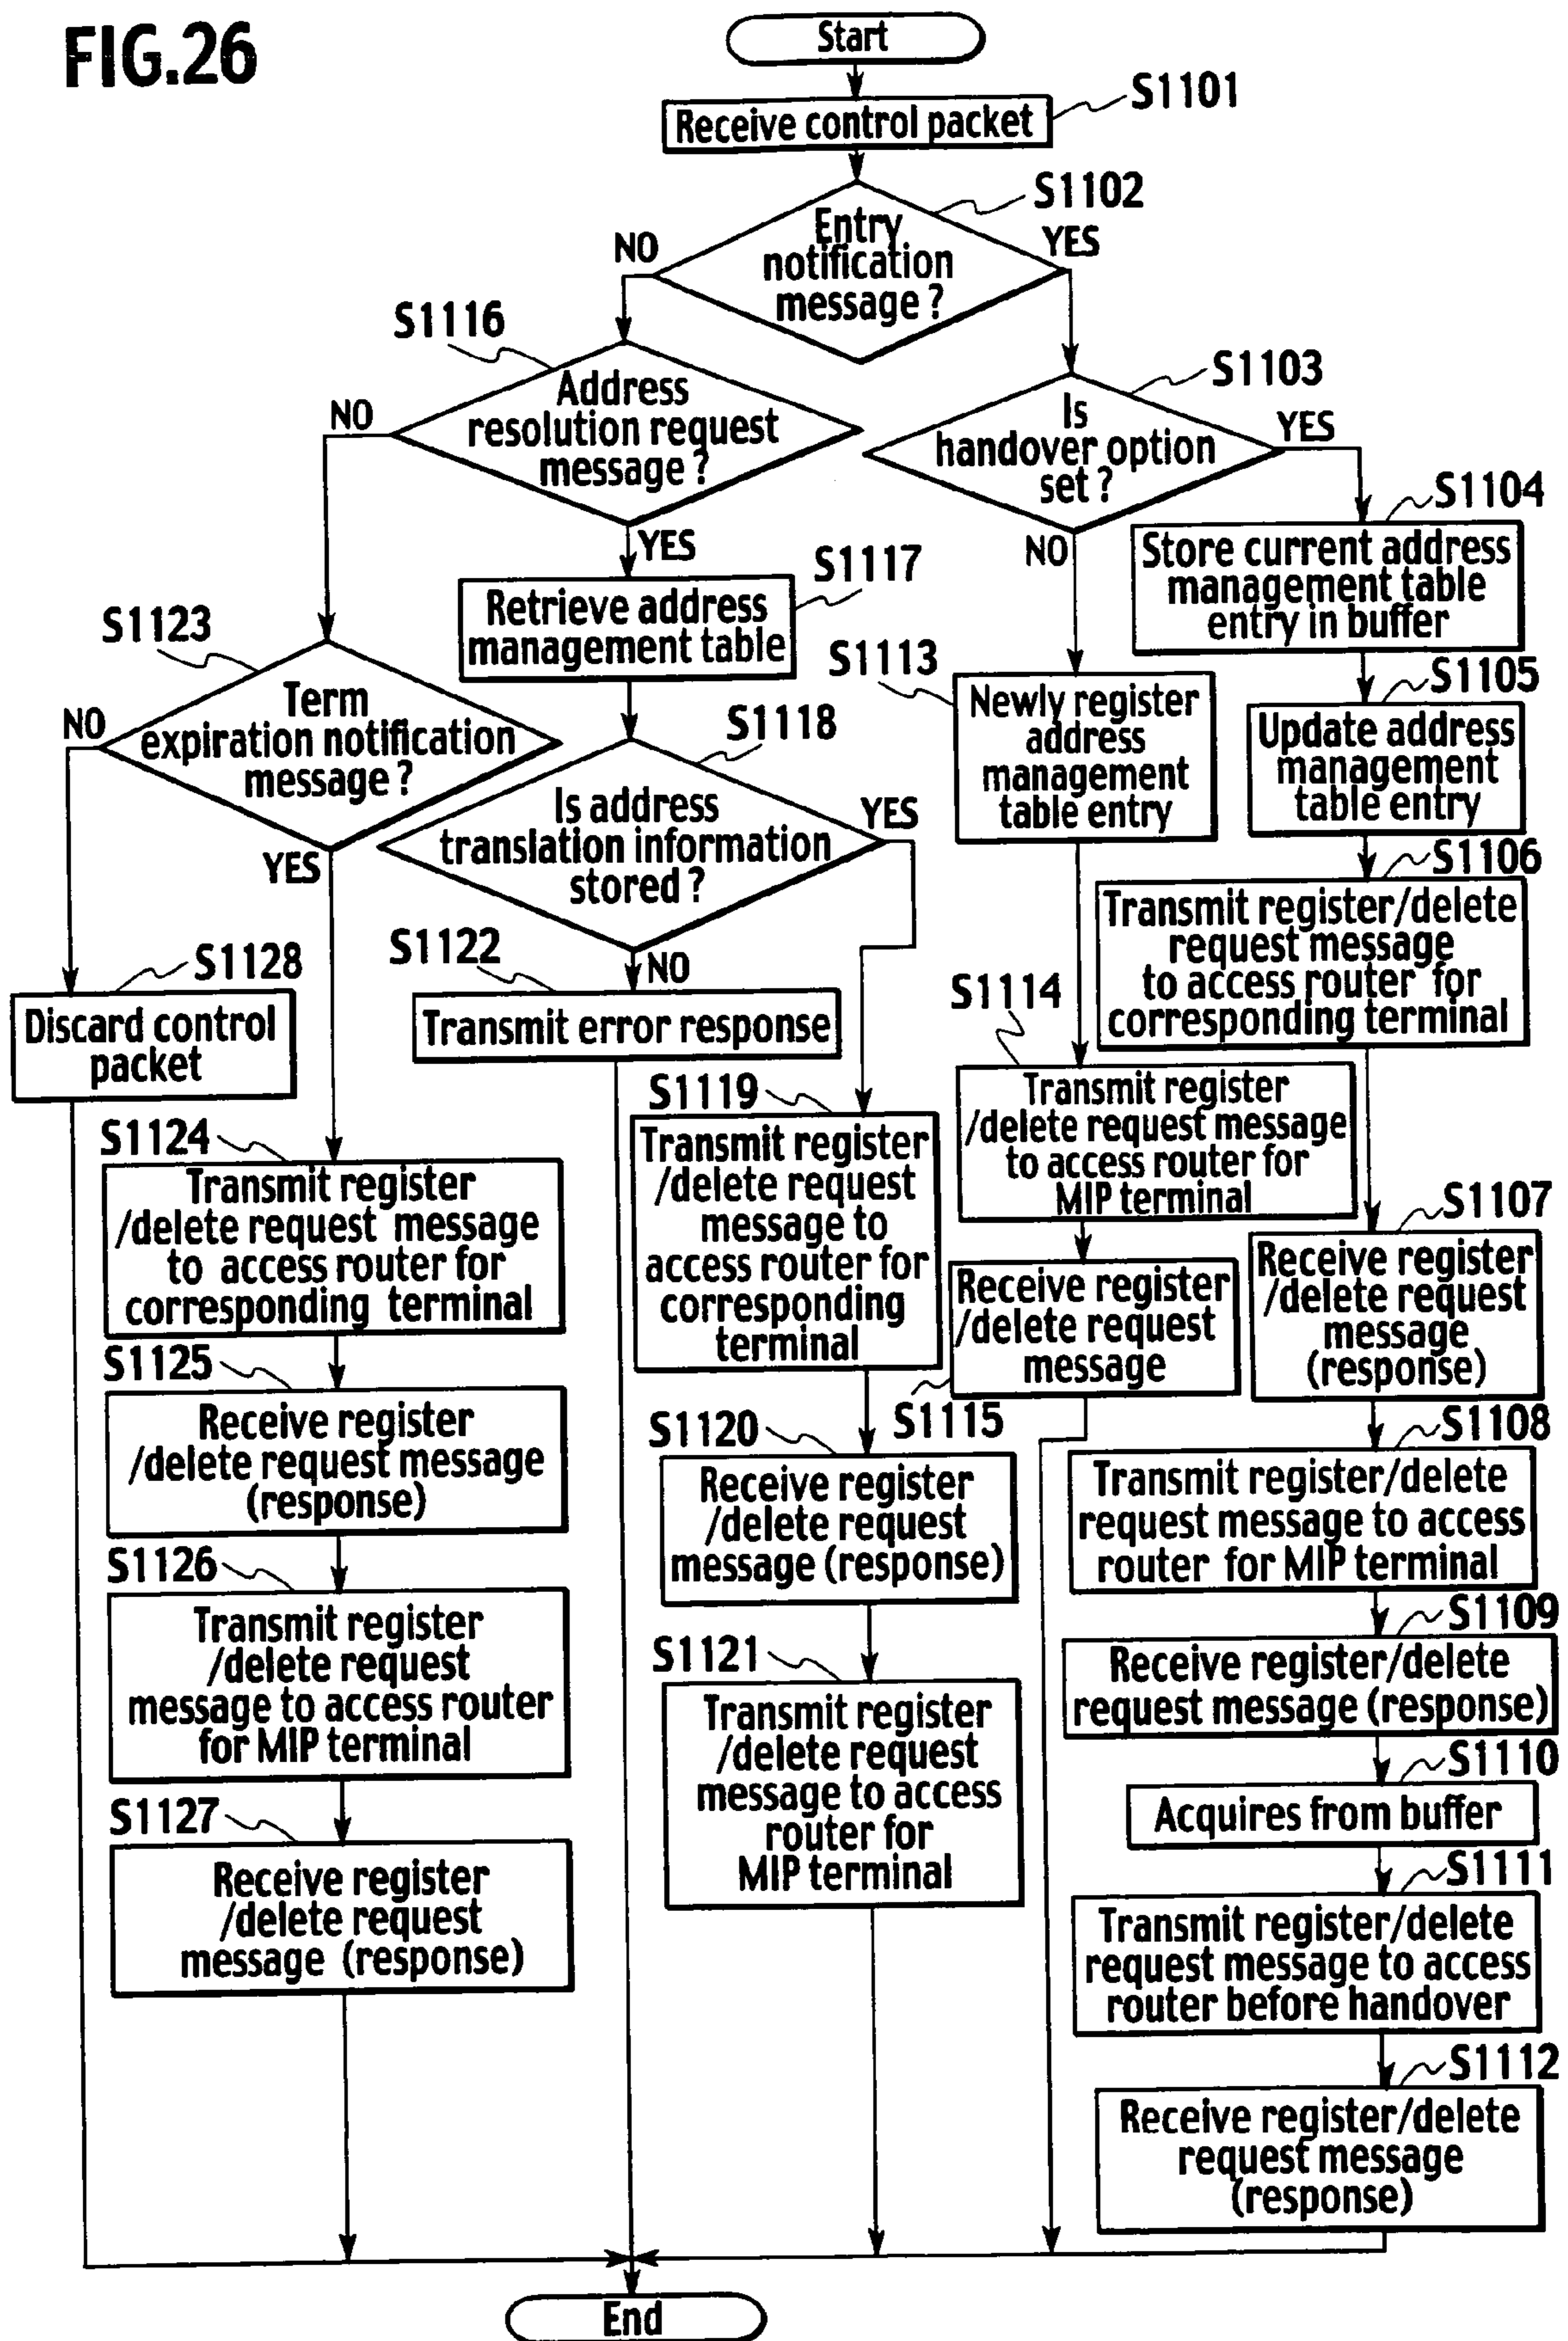 FIG.26
Start
S1101
Receive control packet
S1102
Entry
notification
message?
NO
YES
S1116
Address
resolution request
message?
NO
YES
S1103
Is
handover option
set?
YES
NO
S1104
Store current address
management table
entry in buffer
S1117
Retrieve address
management table
S1123
Term
expiration notification
message?
NO
YES
S1113
Newly register
address
management
table entry
S1105
Update address
management
table entry
S1118
Is address
translation information
stored?
YES
NO
S1106
Transmit register/delete
request message
to access router for
corresponding terminal
S1128
Discard control
packet
S1122
Transmit error response
S1114
Transmit register
/delete request message
to access router for
MIP terminal
S1119
Transmit register
/delete request
message to
access router for
corresponding
terminal
S1124
Transmit register
/delete request message
to access router for
corresponding terminal
S1107
Receive register
/delete request
message
(response)
Receive register
/delete request
message
S1115
S1125
Receive register
/delete request message
(response)
S1120
Receive register
/delete request
message (response)
S1108
Transmit register/delete
request message to access
router for MIP terminal
S1126
Transmit register
/delete request
message to access router
for MIP terminal
S1109
Receive register/delete
request message (response)
S1121
Transmit register
/delete request
message to access
router for
MIP terminal
S1110
Acquires from buffer
S1127
Receive register
/delete request
message (response)
S1111
Transmit register/delete
request message to access
router before handover
S1112
Receive register/delete
request message
(response)
End